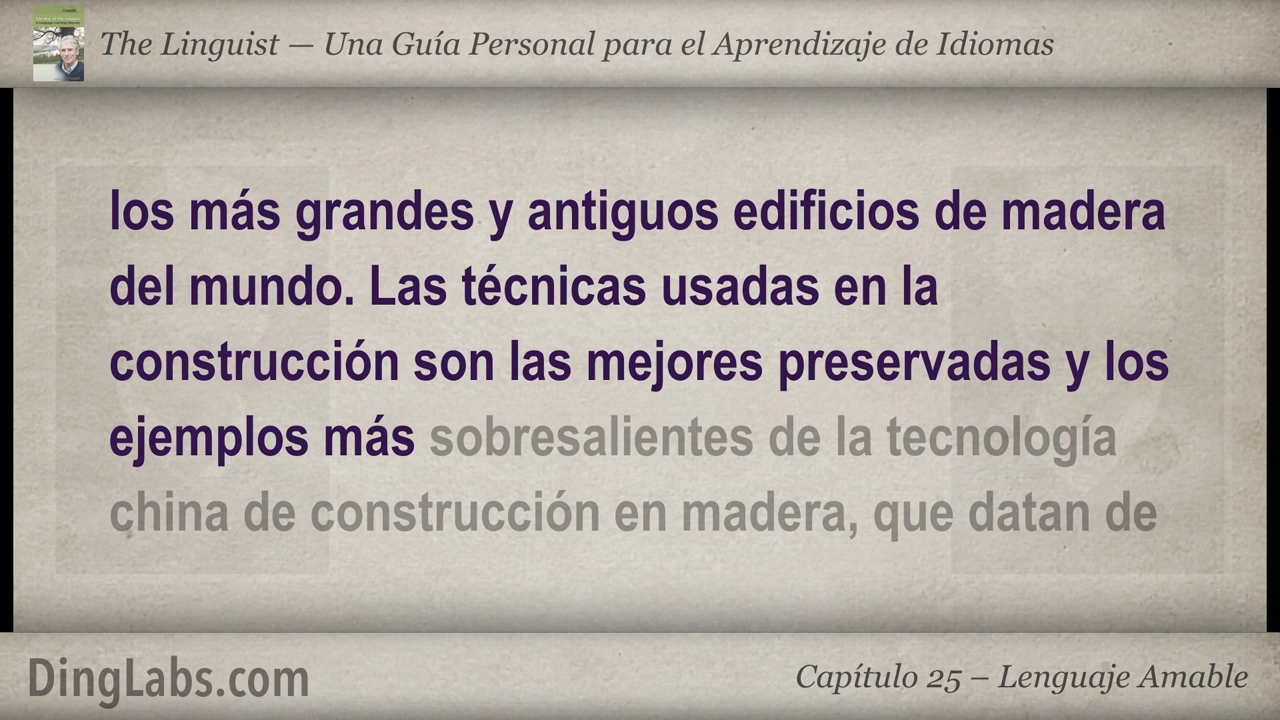 The Linguist — Una Guía Personal para el Aprendizaje de Idiomas
los más grandes y antiguos edificios de madera
del mundo. Las técnicas usadas en la
construcción son las mejores preservadas y los
ejemplos más sobresalientes de la tecnología
china de construcción en madera, que datan de
DingLabs.com
Capítulo 25 – Lenguaje Amable